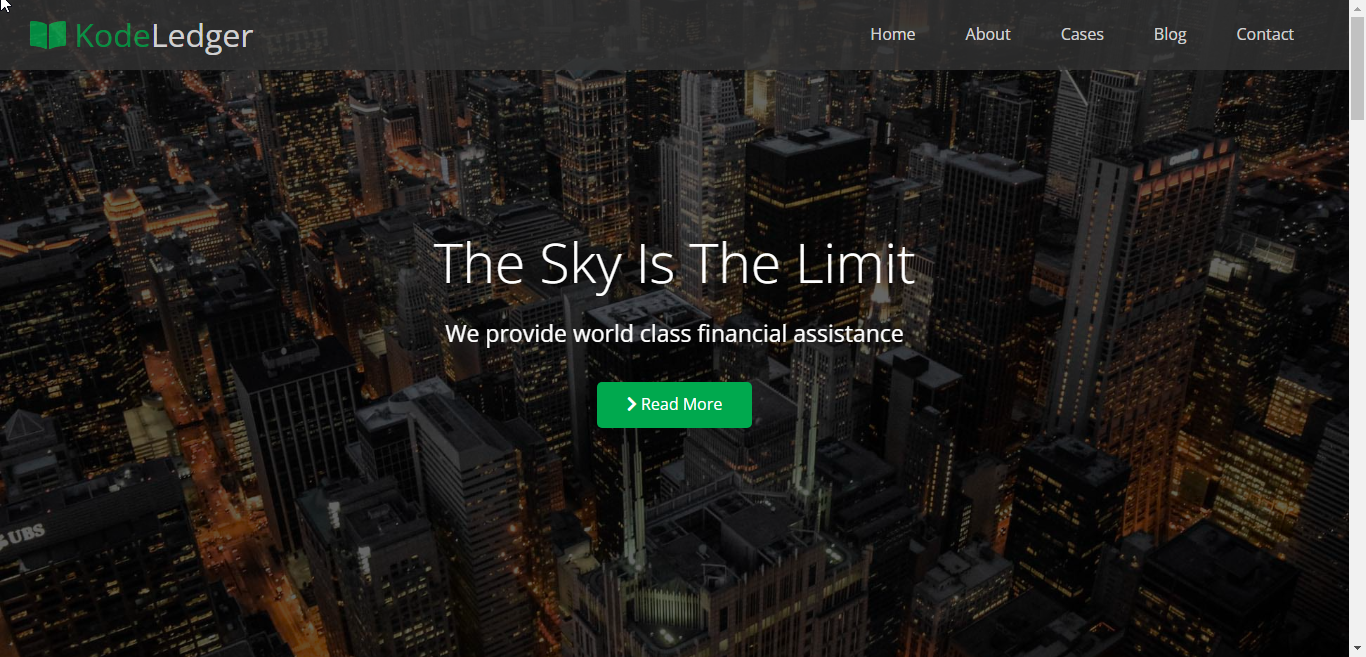 KodeLedger
Home About Cases Blog Contact
The Sky Is The Limit
We provide world class financial assistance
Read More
UBS